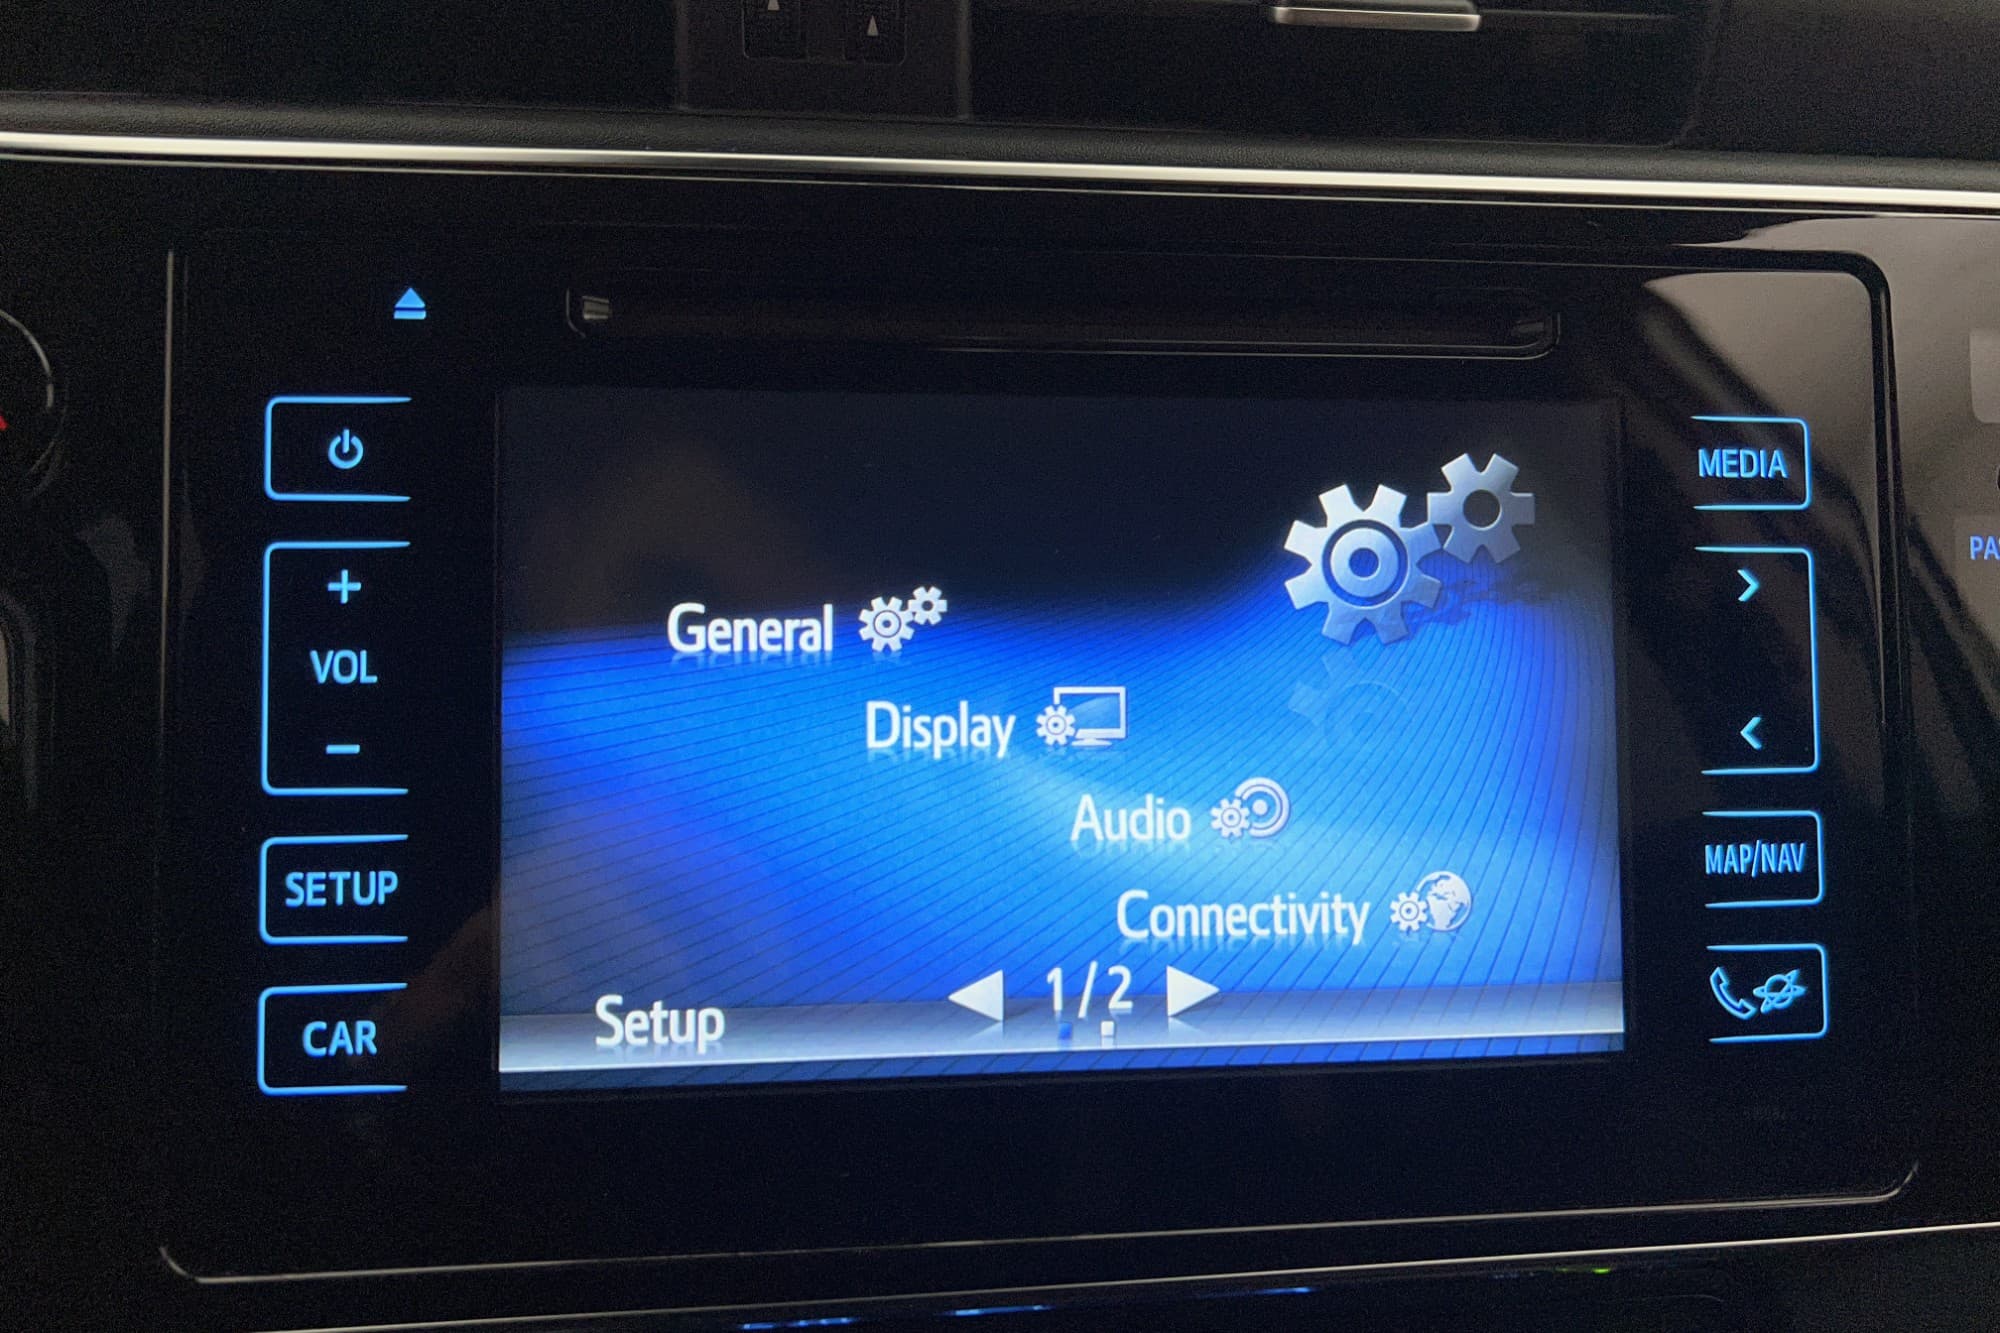 VOL
SETUP
CAR
General
Display
Audio
Connectivity
1/2
Setup
MEDIA
MAP/NAV